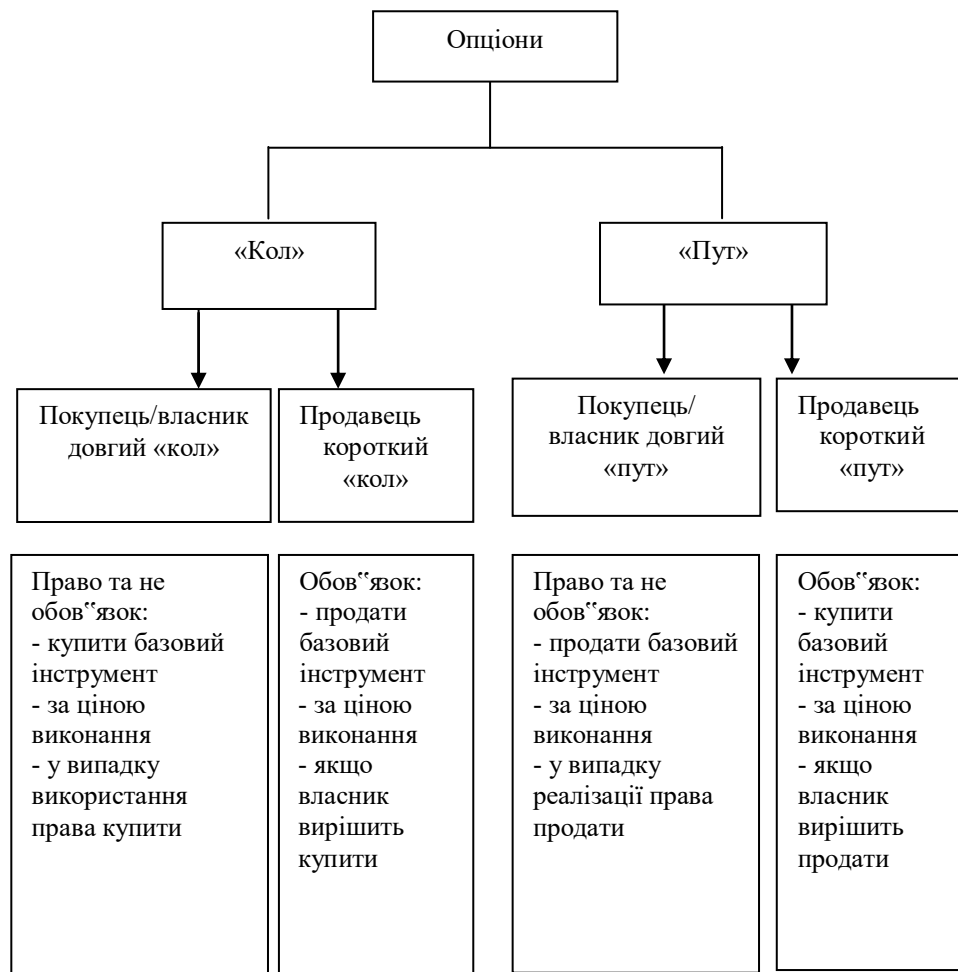 Опціони
«Кол»
«Пут»
Покупець/власник
довгий «кол»
Продавець
короткий
«кол»
Покупець/
власник довгий
«пут»
Продавець
короткий
«пут»
Право та не
обов‟язок:
- купити базовий
інструмент
- за ціною
виконання
- у випадку
використання
права купити
Обов‟язок:
- продати
базовий
інструмент
- за ціною
виконання
- якщо
власник
вирішить
купити
Право та не
обов‟язок:
- продати базовий
інструмент
- за ціною
виконання
- у випадку
реалізації права
продати
Обов‟язок:
- купити
базовий
інструмент
- за ціною
виконання
- якщо
власник
вирішить
продати